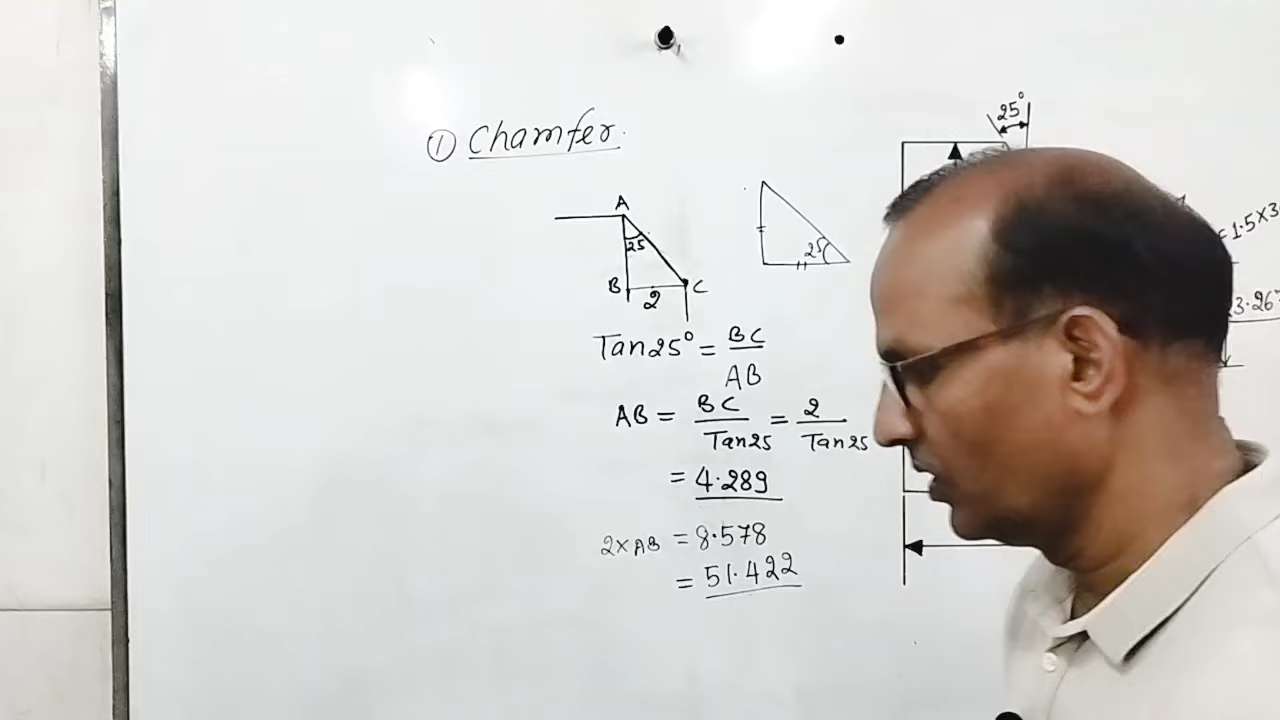 ① Chamfer.
25°
A
25
B
2
C
25
Tan25° = BC/AB
AB = BC/Tan25 = 2/Tan25
= 4.289
2×AB = 8.578
= 51.422
= 1.5×3
3.267